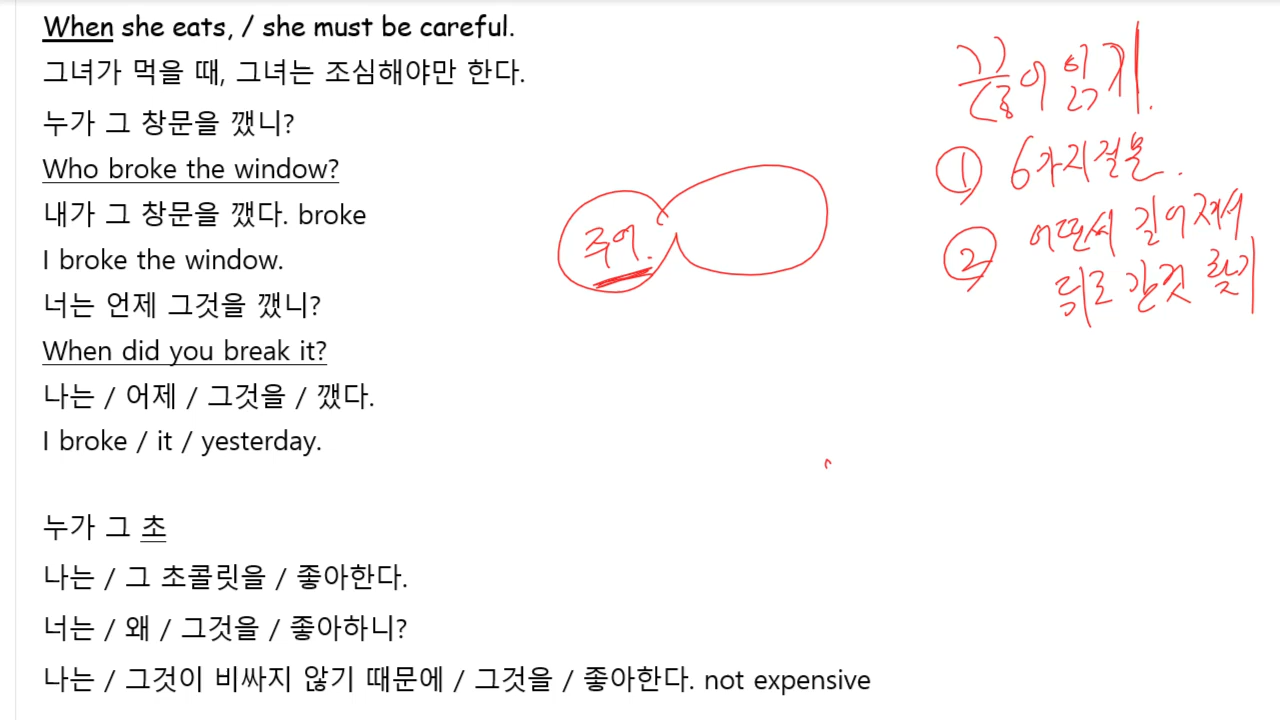 When she eats, / she must be careful.
그녀가 먹을 때, 그녀는 조심해야만 한다.
누가 그 창문을 깼니?
Who broke the window?
내가 그 창문을 깼다. broke
I broke the window.
너는 언제 그것을 깼니?
When did you break it?
나는 / 어제 / 그것을 / 깼다.
I broke / it / yesterday.
누가 그 초
나는 / 그 초콜릿을 / 좋아한다.
너는 / 왜 / 그것을 / 좋아하니?
나는 / 그것이 비싸지 않기 때문에 / 그것을 / 좋아한다. not expensive
주어.
끊어 읽기.
① 6가지질문.
② 어떤씨 길어져서
뒤로 간것 찾기